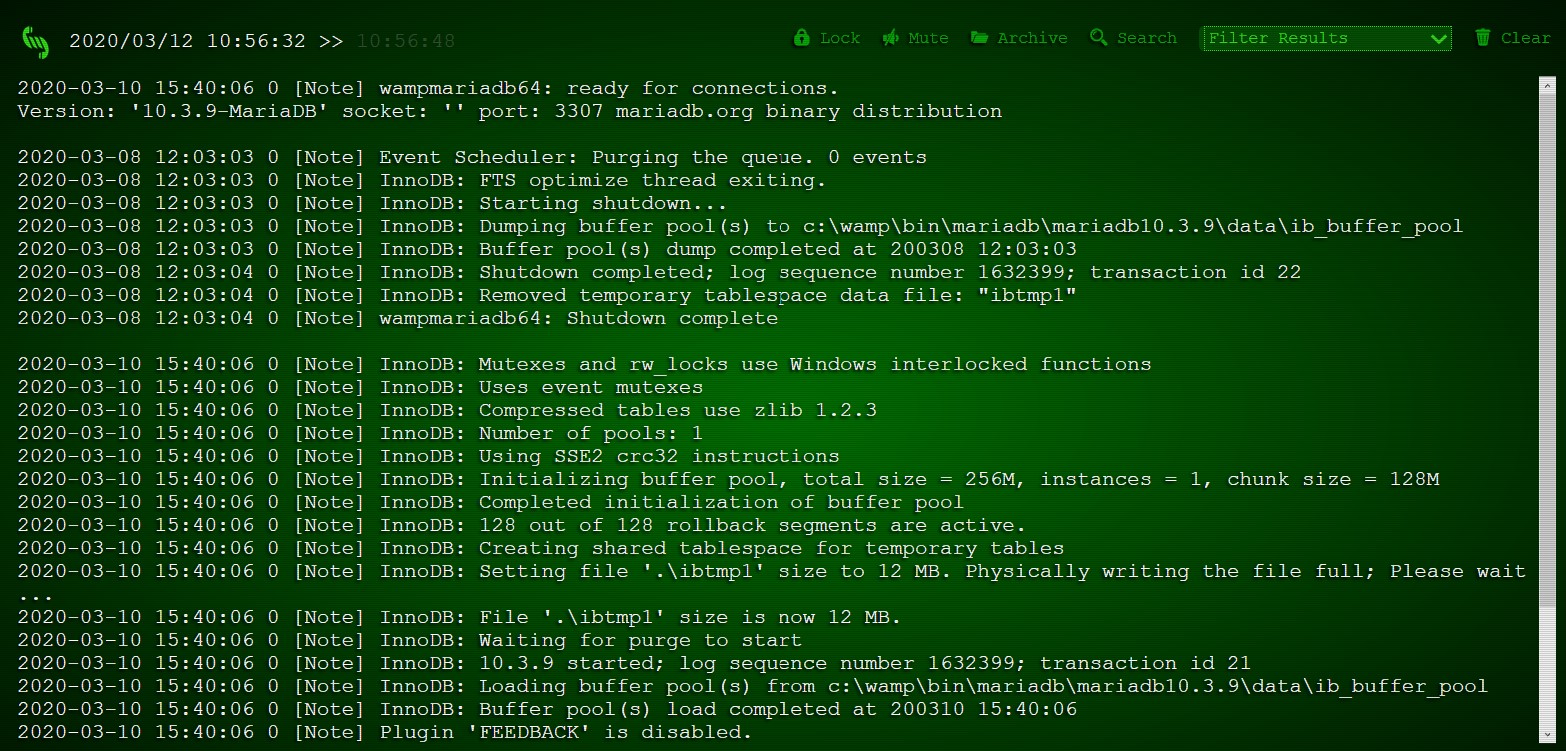 2020/03/12 10:56:32 >> 10:56:48
Lock Mute Archive Search Filter Results Clear
2020-03-10 15:40:06 0 [Note] wampmariadb64: ready for connections.
Version: '10.3.9-MariaDB' socket: '' port: 3307 mariadb.org binary distribution
2020-03-08 12:03:03 0 [Note] Event Scheduler: Purging the queue. 0 events
2020-03-08 12:03:03 0 [Note] InnoDB: FTS optimize thread exiting.
2020-03-08 12:03:03 0 [Note] InnoDB: Starting shutdown...
2020-03-08 12:03:03 0 [Note] InnoDB: Dumping buffer pool(s) to c:\wamp\bin\mariadb\mariadb10.3.9\data\ib_buffer_pool
2020-03-08 12:03:03 0 [Note] InnoDB: Buffer pool(s) dump completed at 200308 12:03:03
2020-03-08 12:03:04 0 [Note] InnoDB: Shutdown completed; log sequence number 1632399; transaction id 22
2020-03-08 12:03:04 0 [Note] InnoDB: Removed temporary tablespace data file: "ibtmp1"
2020-03-08 12:03:04 0 [Note] wampmariadb64: Shutdown complete
2020-03-10 15:40:06 0 [Note] InnoDB: Mutexes and rw_locks use Windows interlocked functions
2020-03-10 15:40:06 0 [Note] InnoDB: Uses event mutexes
2020-03-10 15:40:06 0 [Note] InnoDB: Compressed tables use zlib 1.2.3
2020-03-10 15:40:06 0 [Note] InnoDB: Number of pools: 1
2020-03-10 15:40:06 0 [Note] InnoDB: Using SSE2 crc32 instructions
2020-03-10 15:40:06 0 [Note] InnoDB: Initializing buffer pool, total size = 256M, instances = 1, chunk size = 128M
2020-03-10 15:40:06 0 [Note] InnoDB: Completed initialization of buffer pool
2020-03-10 15:40:06 0 [Note] InnoDB: 128 out of 128 rollback segments are active.
2020-03-10 15:40:06 0 [Note] InnoDB: Creating shared tablespace for temporary tables
2020-03-10 15:40:06 0 [Note] InnoDB: Setting file '.\ibtmp1' size to 12 MB. Physically writing the file full; Please wait
...
2020-03-10 15:40:06 0 [Note] InnoDB: File '.\ibtmp1' size is now 12 MB.
2020-03-10 15:40:06 0 [Note] InnoDB: Waiting for purge to start
2020-03-10 15:40:06 0 [Note] InnoDB: 10.3.9 started; log sequence number 1632399; transaction id 21
2020-03-10 15:40:06 0 [Note] InnoDB: Loading buffer pool(s) from c:\wamp\bin\mariadb\mariadb10.3.9\data\ib_buffer_pool
2020-03-10 15:40:06 0 [Note] InnoDB: Buffer pool(s) load completed at 200310 15:40:06
2020-03-10 15:40:06 0 [Note] Plugin 'FEEDBACK' is disabled.